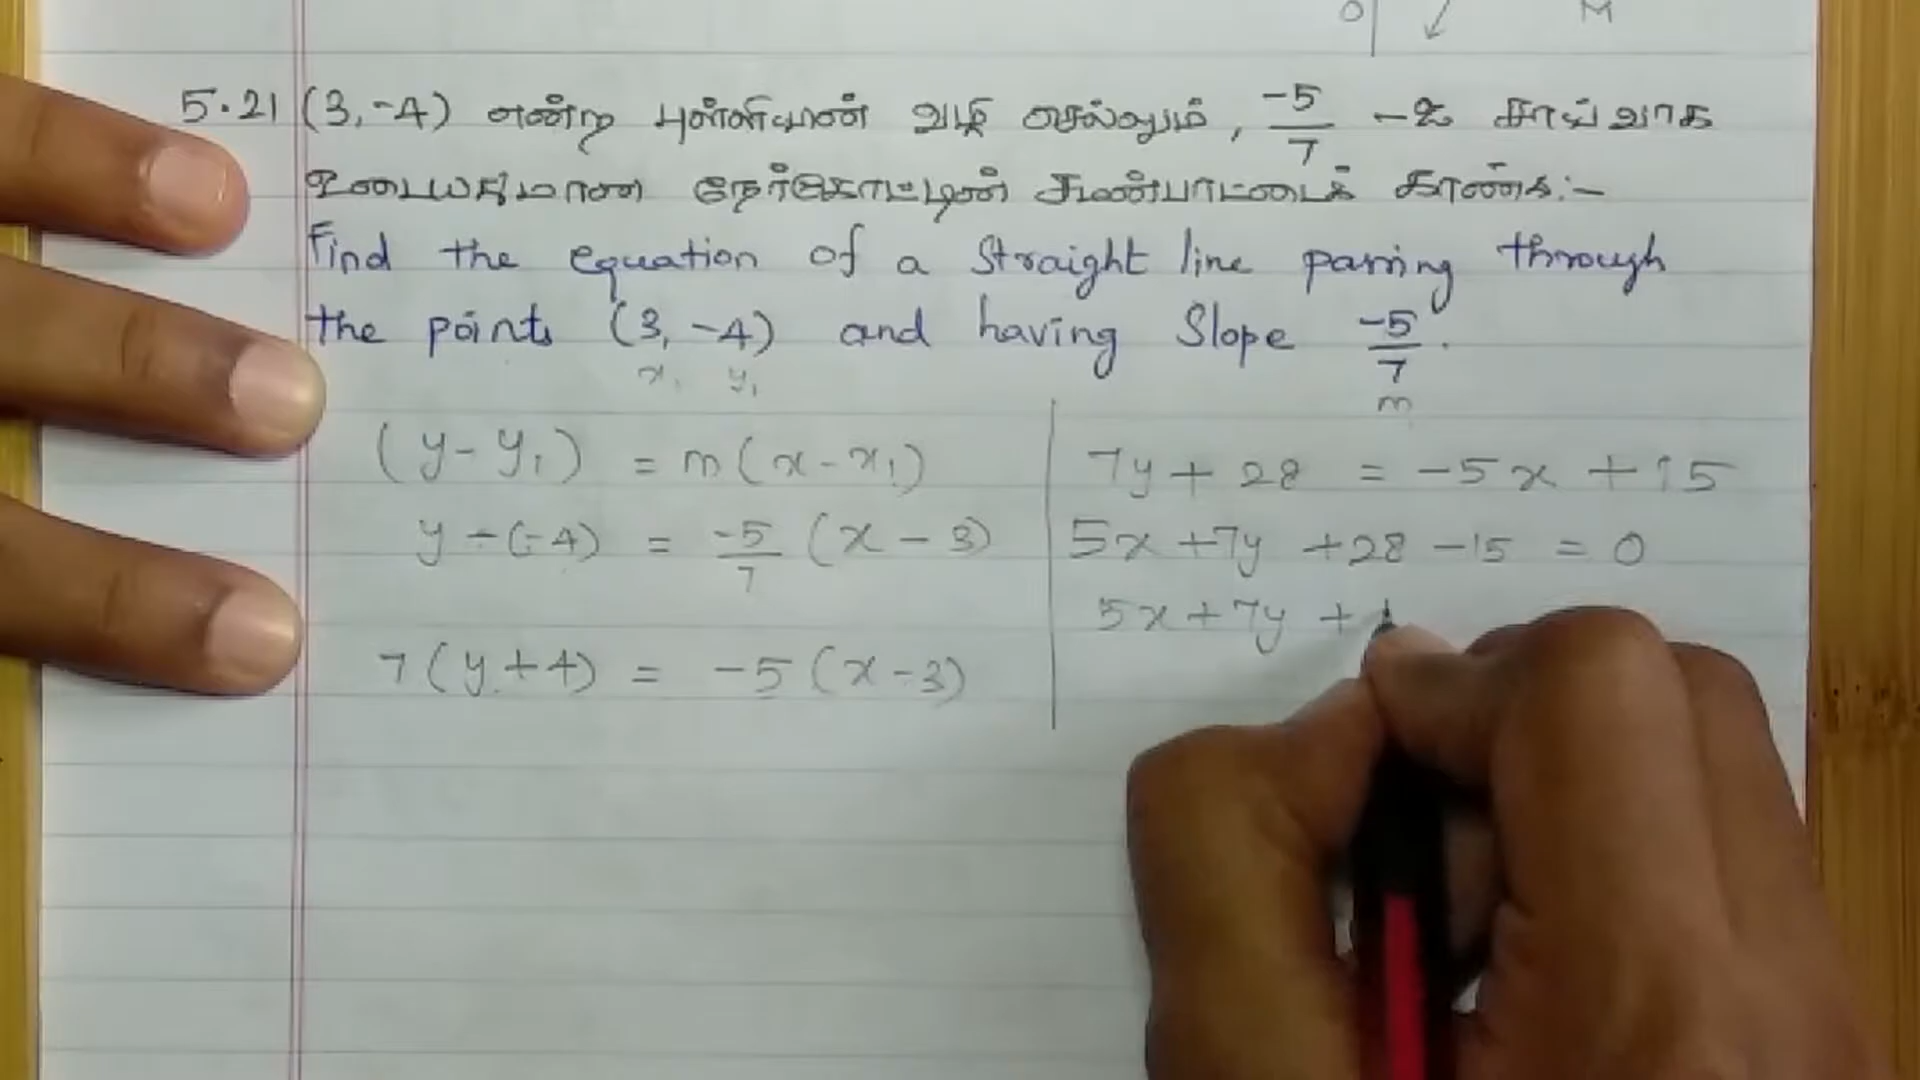 O M
5.21 (3, -4) என்ற புள்ளியின் வழி செல்லும், -5/7 -ஐ சாய்வாக
உடையதுமான நேர்கோட்டின் சமன்பாட்டைக் காண்க:-
Find the equation of a straight line passing through
the points (3, -4) and having Slope -5/7.
x₁ y₁ m
(y - y₁) = m(x - x₁)
y - (-4) = -5/7 (x - 3)
7(y + 4) = -5(x - 3)
7y + 28 = -5x + 15
5x + 7y + 28 - 15 = 0
5x + 7y +